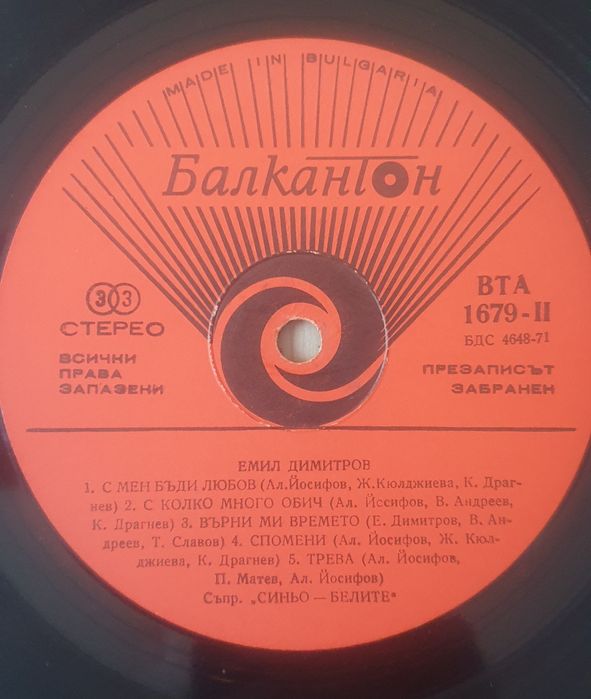 MADE IN BULGARIA
Балкантон
33
СТЕРЕО
ВСИЧКИ
ПРАВА
ЗАПАЗЕНИ
ВТА
1679-II
БДС 4648-71
ПРЕЗАПИСЪТ
ЗАБРАНЕН
ЕМИЛ ДИМИТРОВ
1. С МЕН БЪДИ ЛЮБОВ (Ал.Йосифов, Ж.Кюлджиева, К. Драг-
нев) 2. С КОЛКО МНОГО ОБИЧ (Ал. Йосифов, В. Андреев,
К. Драгнев) 3. ВЪРНИ МИ ВРЕМЕТО (Е. Димитров, В. Ан-
дреев, Т. Славов) 4. СПОМЕНИ (Ал. Йосифов, Ж. Кюл-
джиева, К. Драгнев) 5. ТРЕВА (Ал. Йосифов,
П. Матев, Ал. Йосифов)
Съпр. „СИНЬО — БЕЛИТЕ"